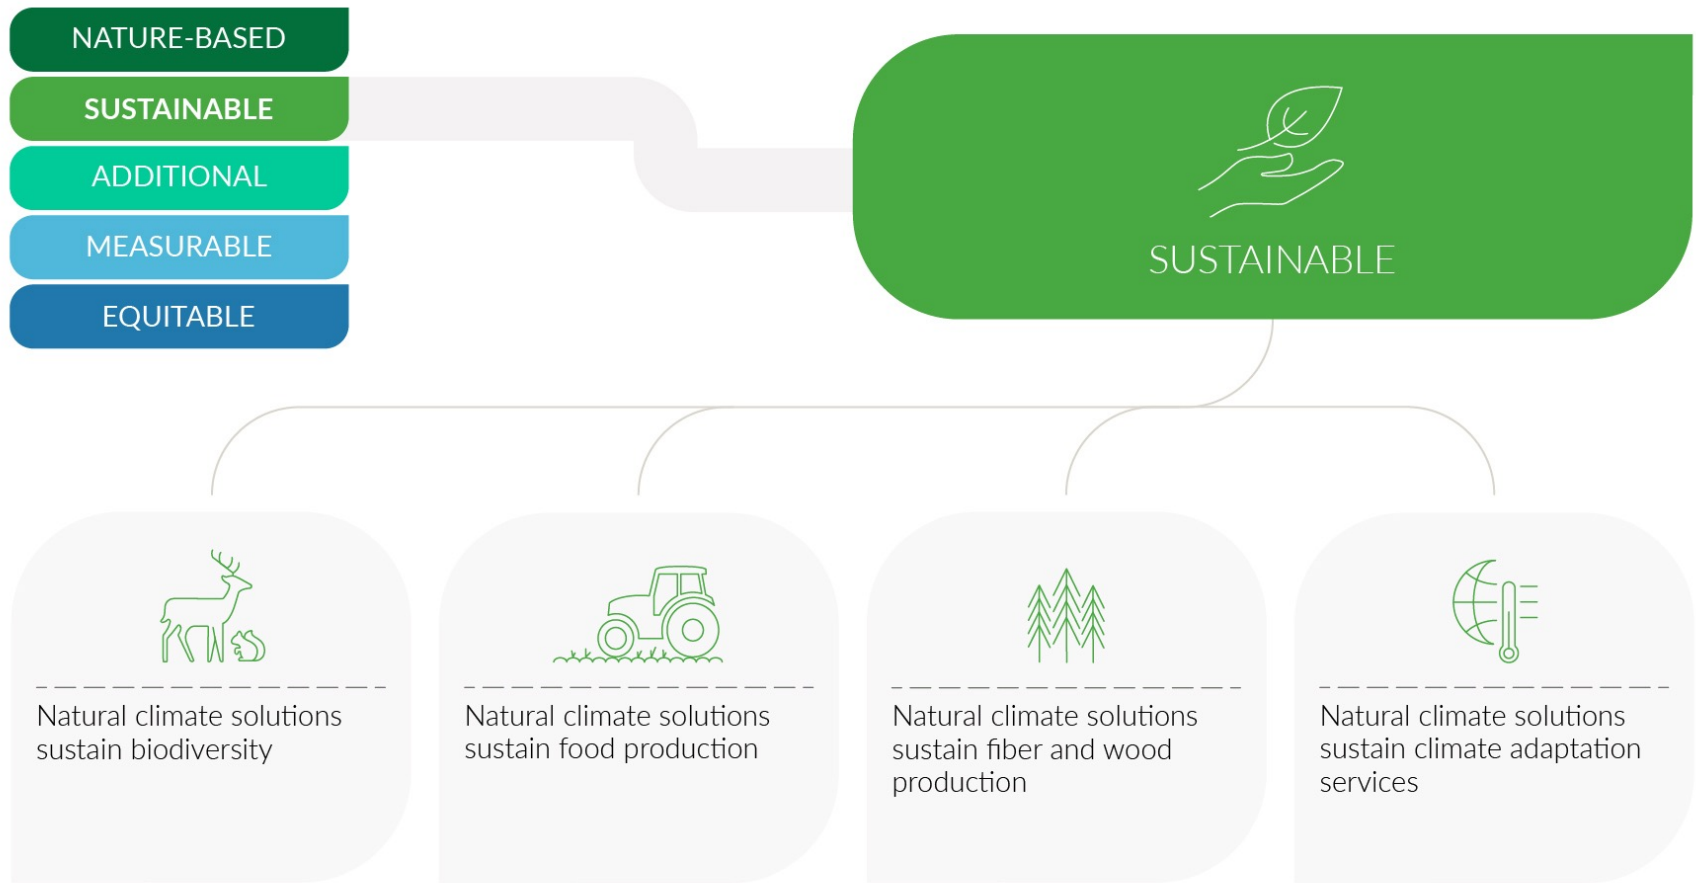 NATURE-BASED
SUSTAINABLE
ADDITIONAL
MEASURABLE
EQUITABLE
SUSTAINABLE
Natural climate solutions
sustain biodiversity
Natural climate solutions
sustain food production
Natural climate solutions
sustain fiber and wood
production
Natural climate solutions
sustain climate adaptation
services